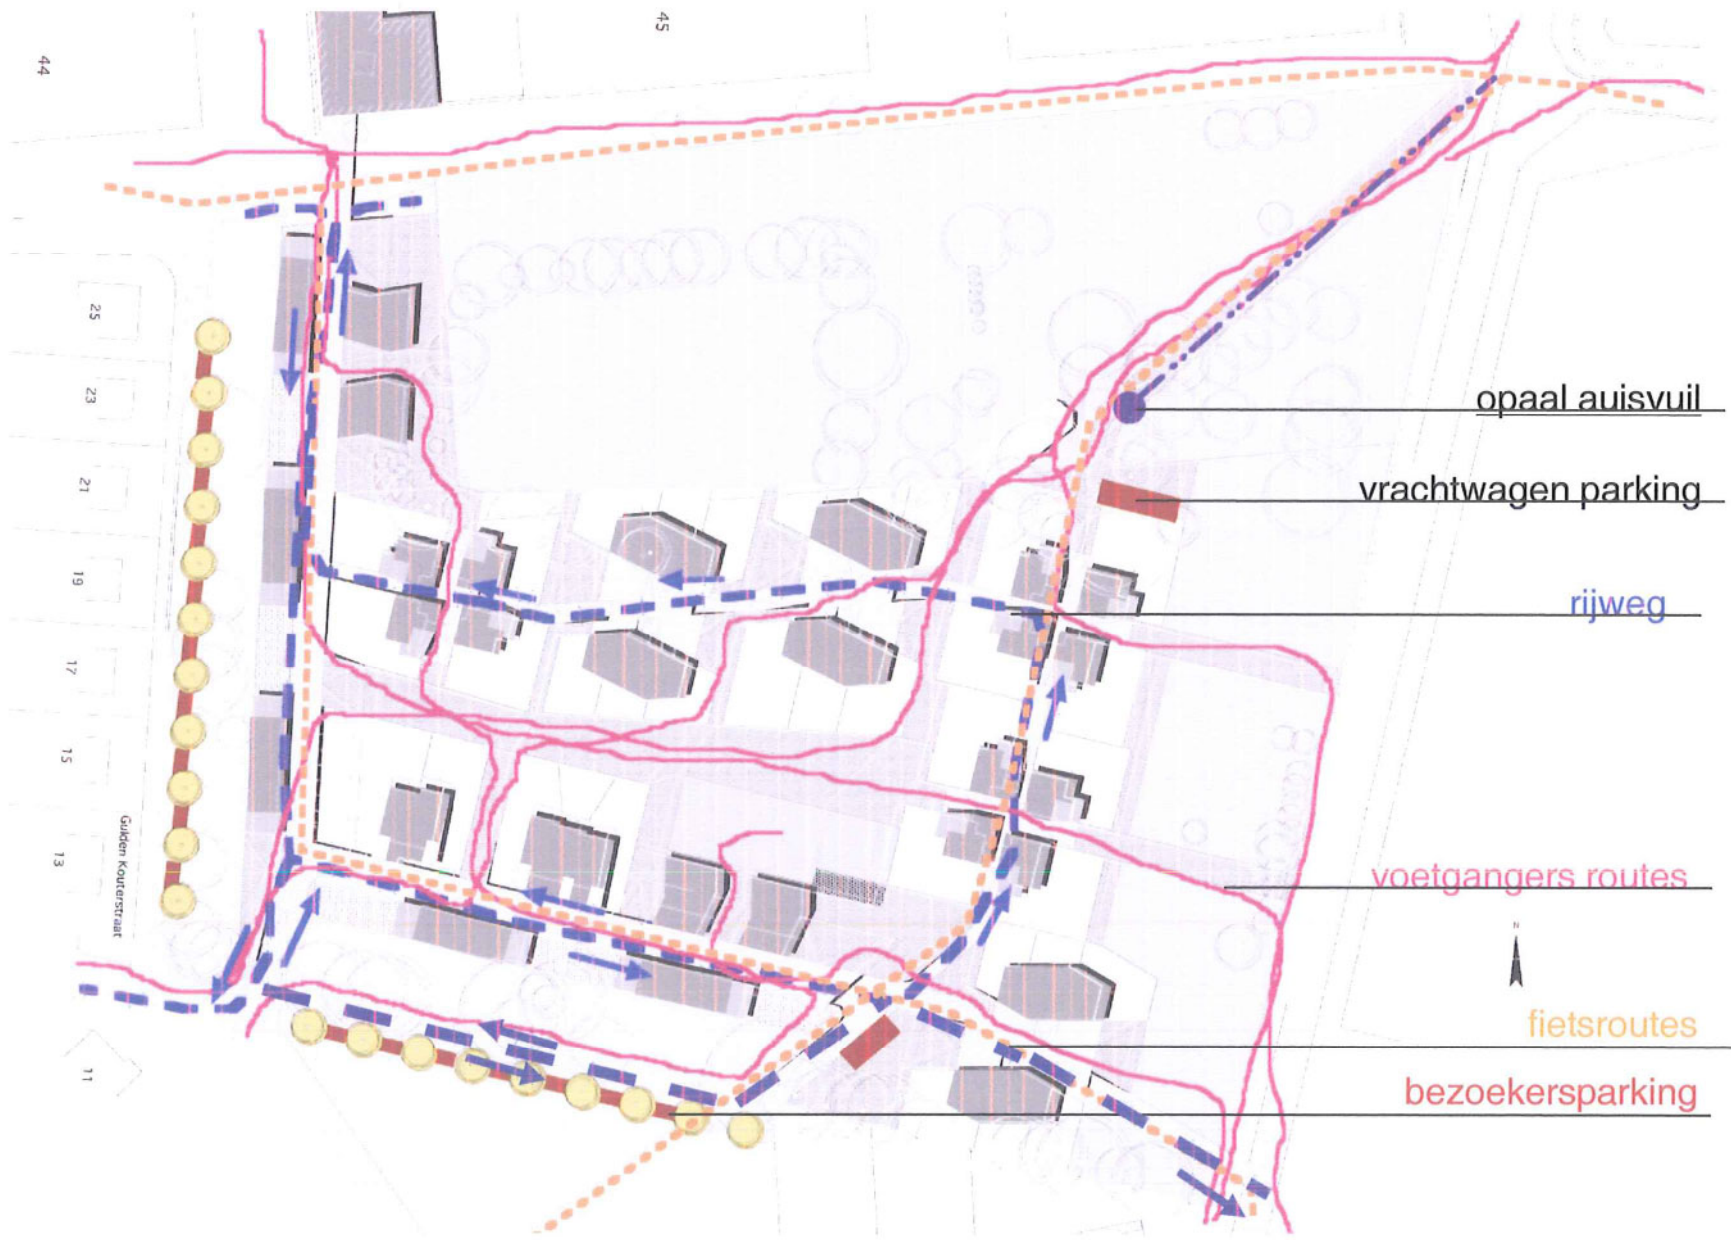 44
45
25
23
21
19
17
15
13
11
Gulden Kouterstraat
opaal auisvuil
vrachtwagen parking
rijweg
voetgangers routes
N
fietsroutes
bezoekersparking